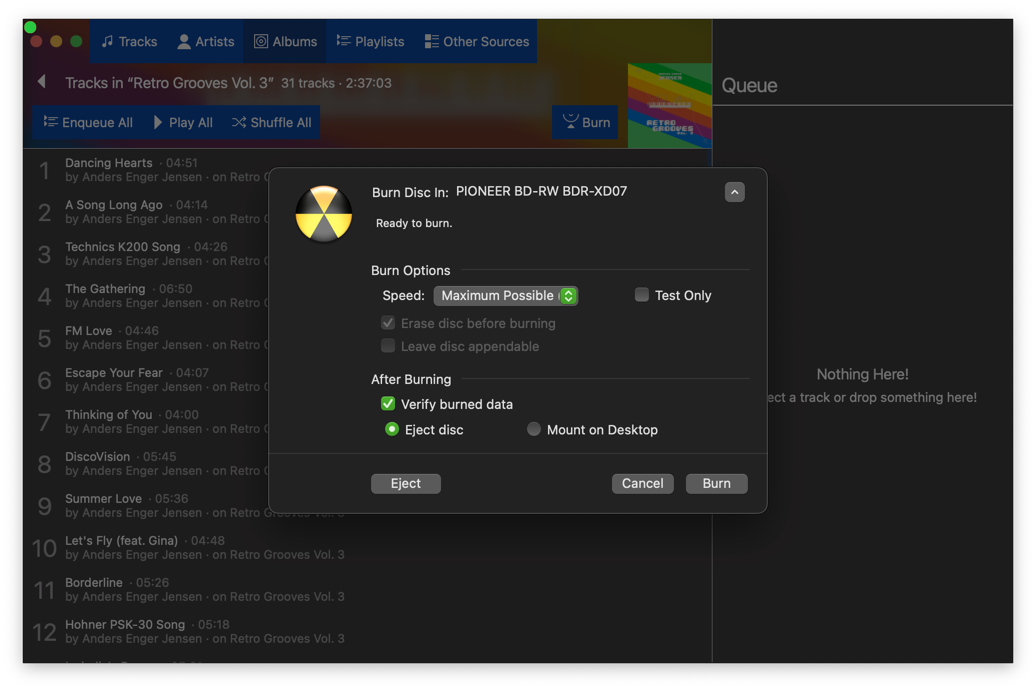 Tracks
Artists
Albums
Playlists
Other Sources
Tracks in “Retro Grooves Vol. 3” 31 tracks · 2:37:03
Enqueue All
Play All
Shuffle All
Burn
RETRO
GROOVES
VOL. 3
Queue
1 Dancing Hearts · 04:51
by Anders Enger Jensen · on Retro
2 A Song Long Ago · 04:14
by Anders Enger Jensen · on Retro
3 Technics K200 Song · 04:26
by Anders Enger Jensen · on Retro
4 The Gathering · 06:50
by Anders Enger Jensen · on Retro
5 FM Love · 04:46
by Anders Enger Jensen · on Retro
6 Escape Your Fear · 04:07
by Anders Enger Jensen · on Retro
7 Thinking of You · 04:00
by Anders Enger Jensen · on Retro
8 DiscoVision · 05:45
by Anders Enger Jensen · on Retro
9 Summer Love · 05:36
by Anders Enger Jensen · on Retro Grooves Vol. 3
10 Let's Fly (feat. Gina) · 04:48
by Anders Enger Jensen · on Retro Grooves Vol. 3
11 Borderline · 05:26
by Anders Enger Jensen · on Retro Grooves Vol. 3
12 Hohner PSK-30 Song · 05:18
by Anders Enger Jensen · on Retro Grooves Vol. 3
Burn Disc In: PIONEER BD-RW BDR-XD07
Ready to burn.
Burn Options
Speed: Maximum Possible
Test Only
Erase disc before burning
Leave disc appendable
After Burning
Verify burned data
Eject disc
Mount on Desktop
Eject
Cancel
Burn
Nothing Here!
a track or drop something here!